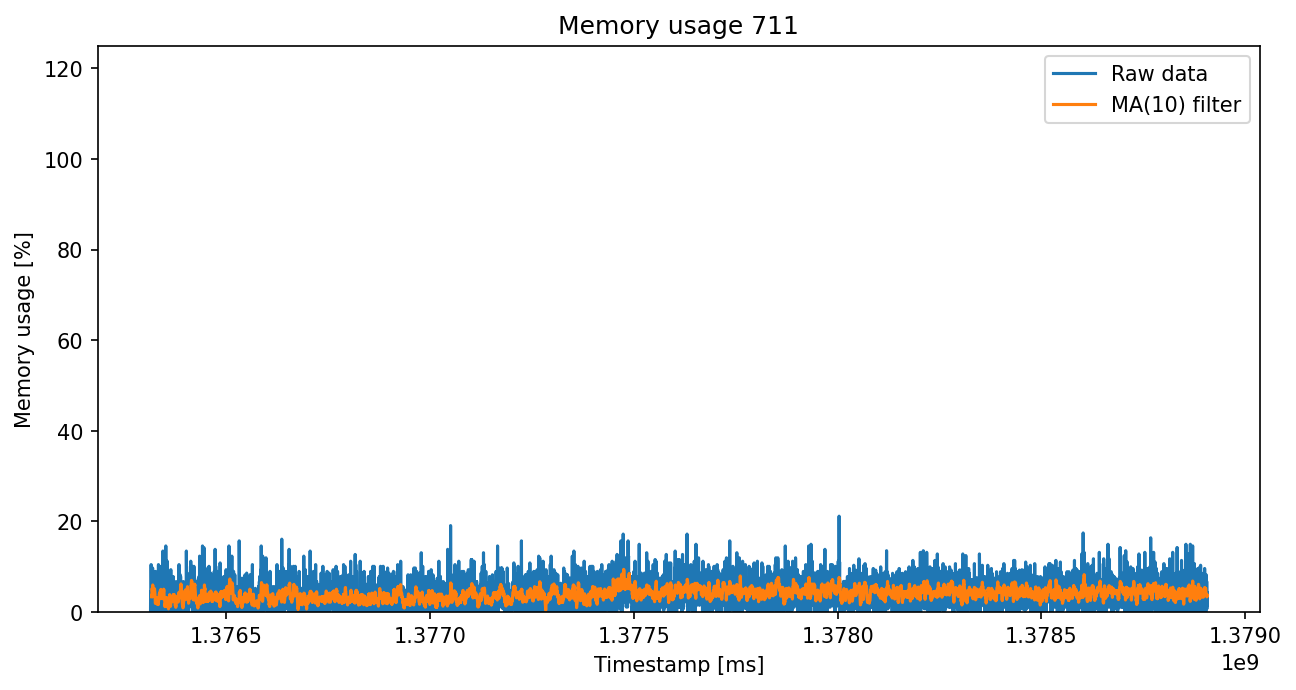 Memory usage 711
Raw data
MA(10) filter
Memory usage [%]
120
100
80
60
40
20
0
1.3765 1.3770 1.3775 1.3780 1.3785 1.3790
1e9
Timestamp [ms]